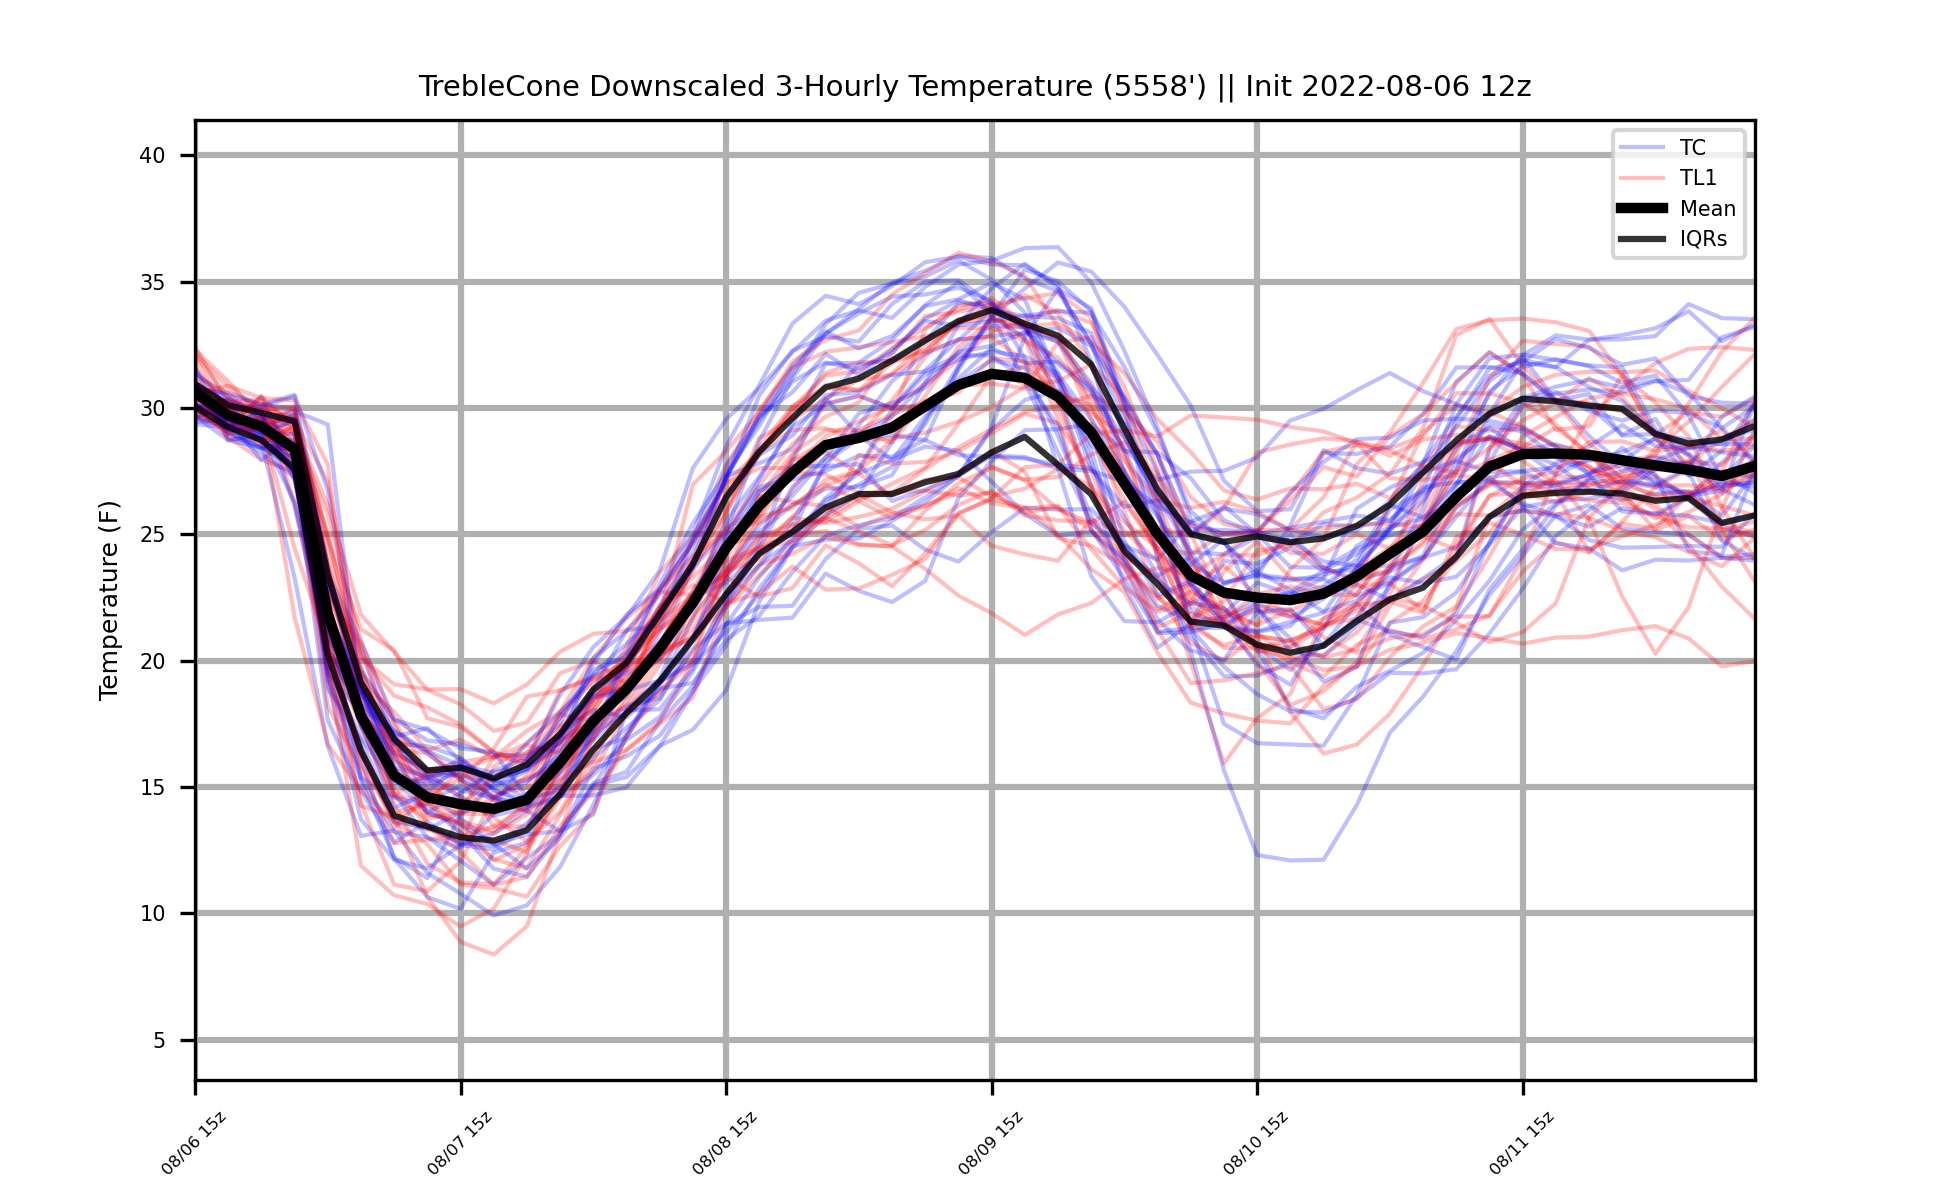 TrebleCone Downscaled 3-Hourly Temperature (5558') || Init 2022-08-06 12z
TC
TL1
Mean
IQRs
Temperature (F)
40
35
30
25
20
15
10
5
08/06 15z
08/07 15z
08/08 15z
08/09 15z
08/10 15z
08/11 15z